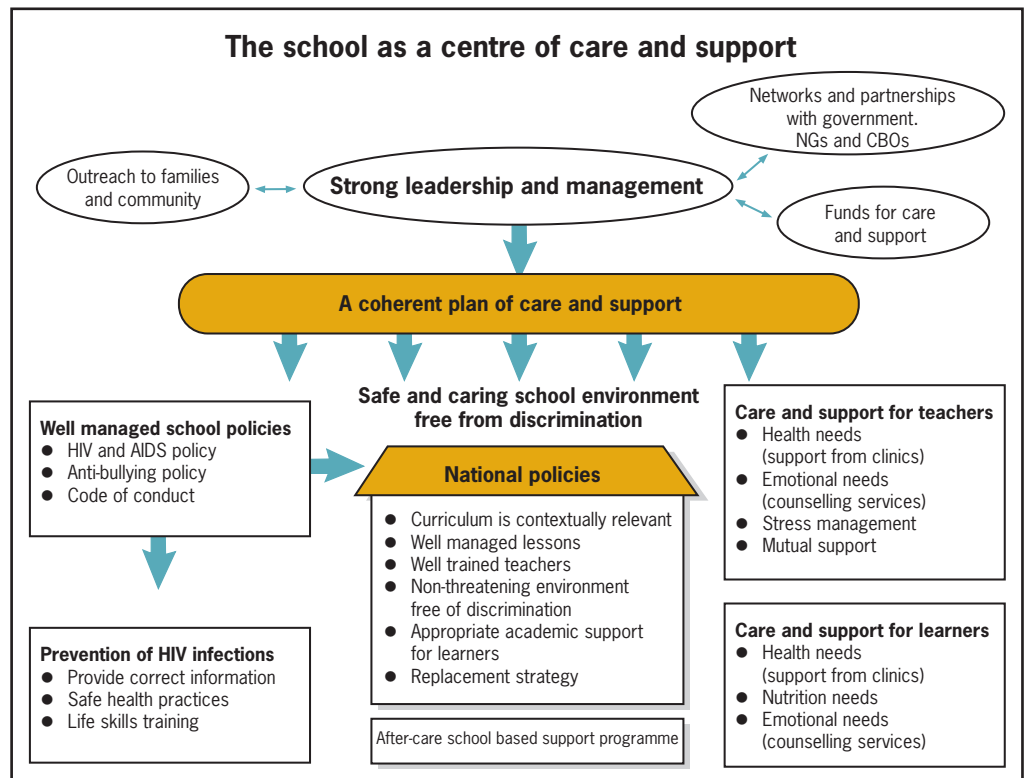 The school as a centre of care and support
Networks and partnerships
with government.
NGs and CBOs
Outreach to families
and community
Strong leadership and management
Funds for care
and support
A coherent plan of care and support
Safe and caring school environment
free from discrimination
Well managed school policies
● HIV and AIDS policy
● Anti-bullying policy
● Code of conduct
Prevention of HIV infections
● Provide correct information
● Safe health practices
● Life skills training
National policies
● Curriculum is contextually relevant
● Well managed lessons
● Well trained teachers
● Non-threatening environment
free of discrimination
● Appropriate academic support
for learners
● Replacement strategy
After-care school based support programme
Care and support for teachers
● Health needs
(support from clinics)
● Emotional needs
(counselling services)
● Stress management
● Mutual support
Care and support for learners
● Health needs
(support from clinics)
● Nutrition needs
● Emotional needs
(counselling services)